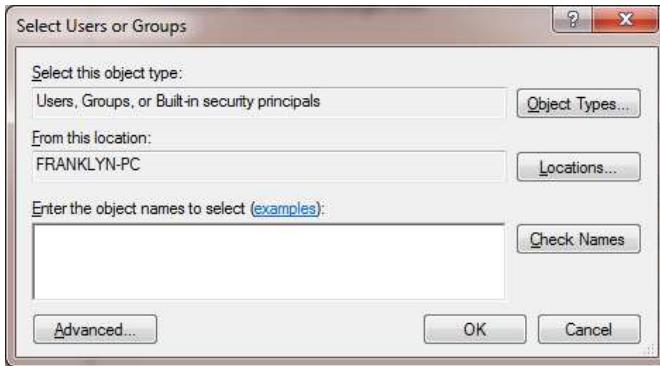 Select Users or Groups
Select this object type:
Users, Groups, or Built-in security principals
Object Types...
From this location:
FRANKLYN-PC
Locations...
Enter the object names to select (examples):
Check Names
Advanced...
OK
Cancel